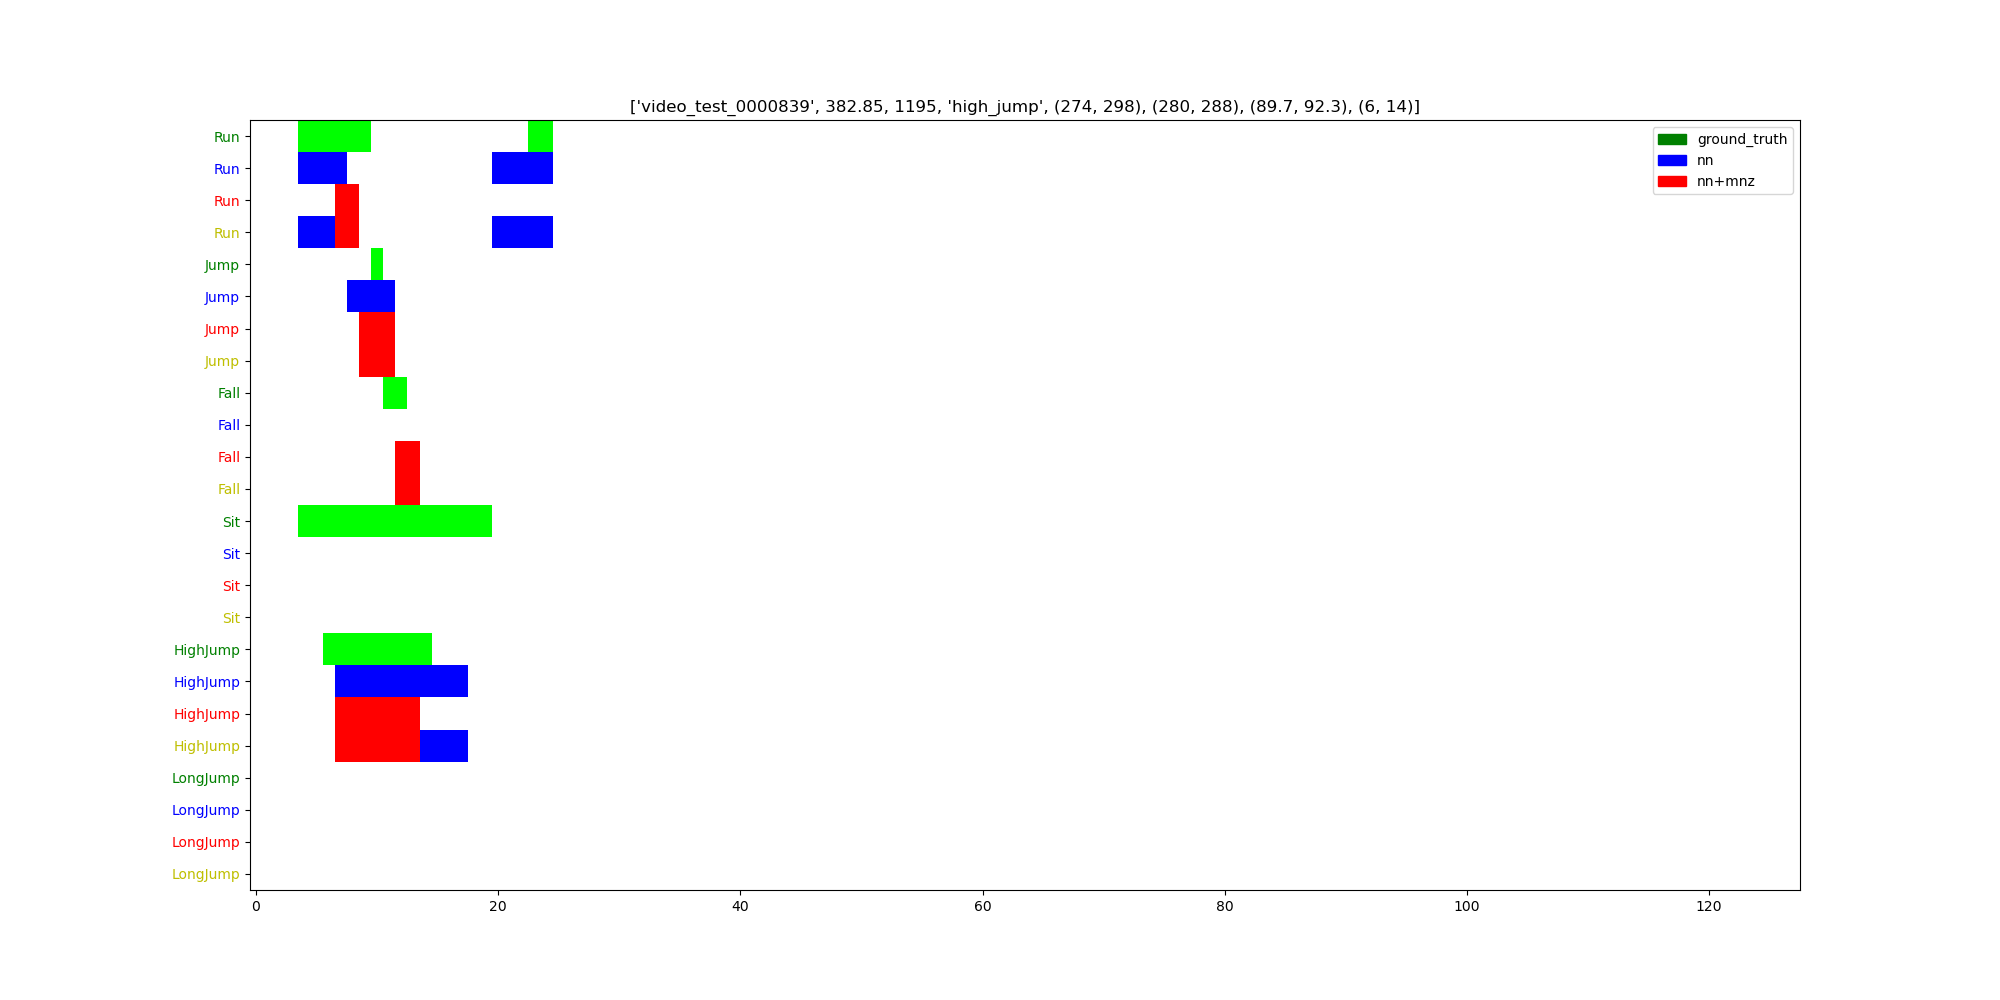 ['video_test_0000839', 382.85, 1195, 'high_jump', (274, 298), (280, 288), (89.7, 92.3), (6, 14)]
ground_truth
nn
nn+mnz
Run
Run
Run
Run
Jump
Jump
Jump
Jump
Fall
Fall
Fall
Fall
Sit
Sit
Sit
Sit
HighJump
HighJump
HighJump
HighJump
LongJump
LongJump
LongJump
LongJump
0 20 40 60 80 100 120